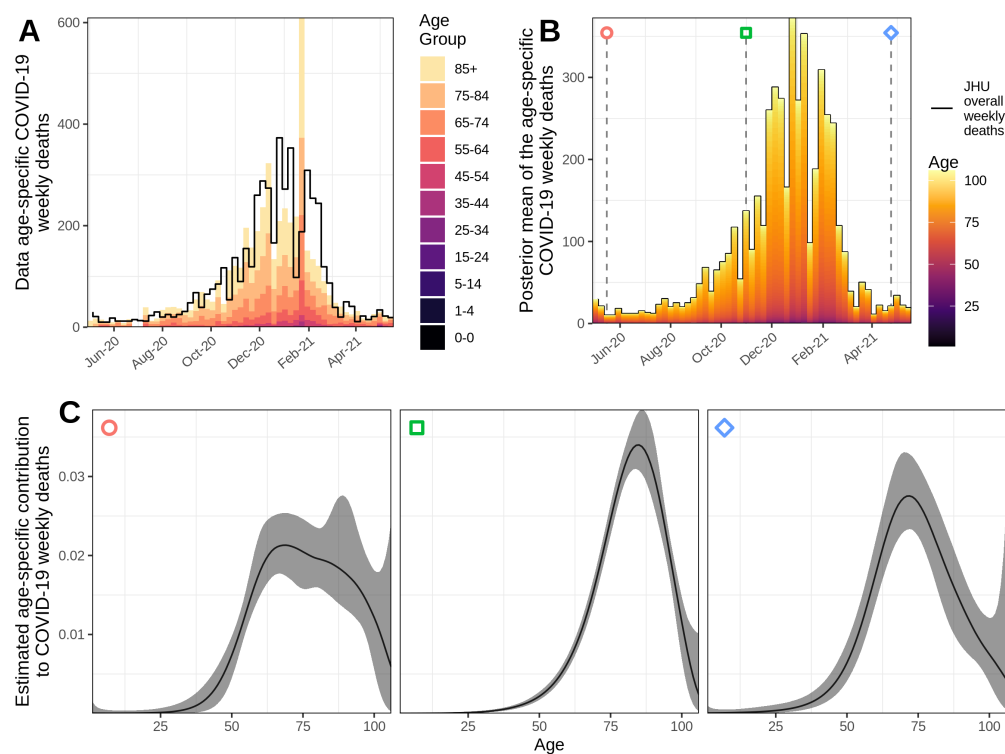 A
Data age-specific COVID-19
weekly deaths
600
400
200
0
Jun-20
Aug-20
Oct-20
Dec-20
Feb-21
Apr-21
Age
Group
85+
75-84
65-74
55-64
45-54
35-44
25-34
15-24
5-14
1-4
0-0
B
Posterior mean of the age-specific
COVID-19 weekly deaths
300
200
100
0
Jun-20
Aug-20
Oct-20
Dec-20
Feb-21
Apr-21
JHU
overall
weekly
deaths
Age
100
75
50
25
C
Estimated age-specific contribution
to COVID-19 weekly deaths
0.03
0.02
0.01
25
50
75
100
25
50
75
100
25
50
75
100
Age